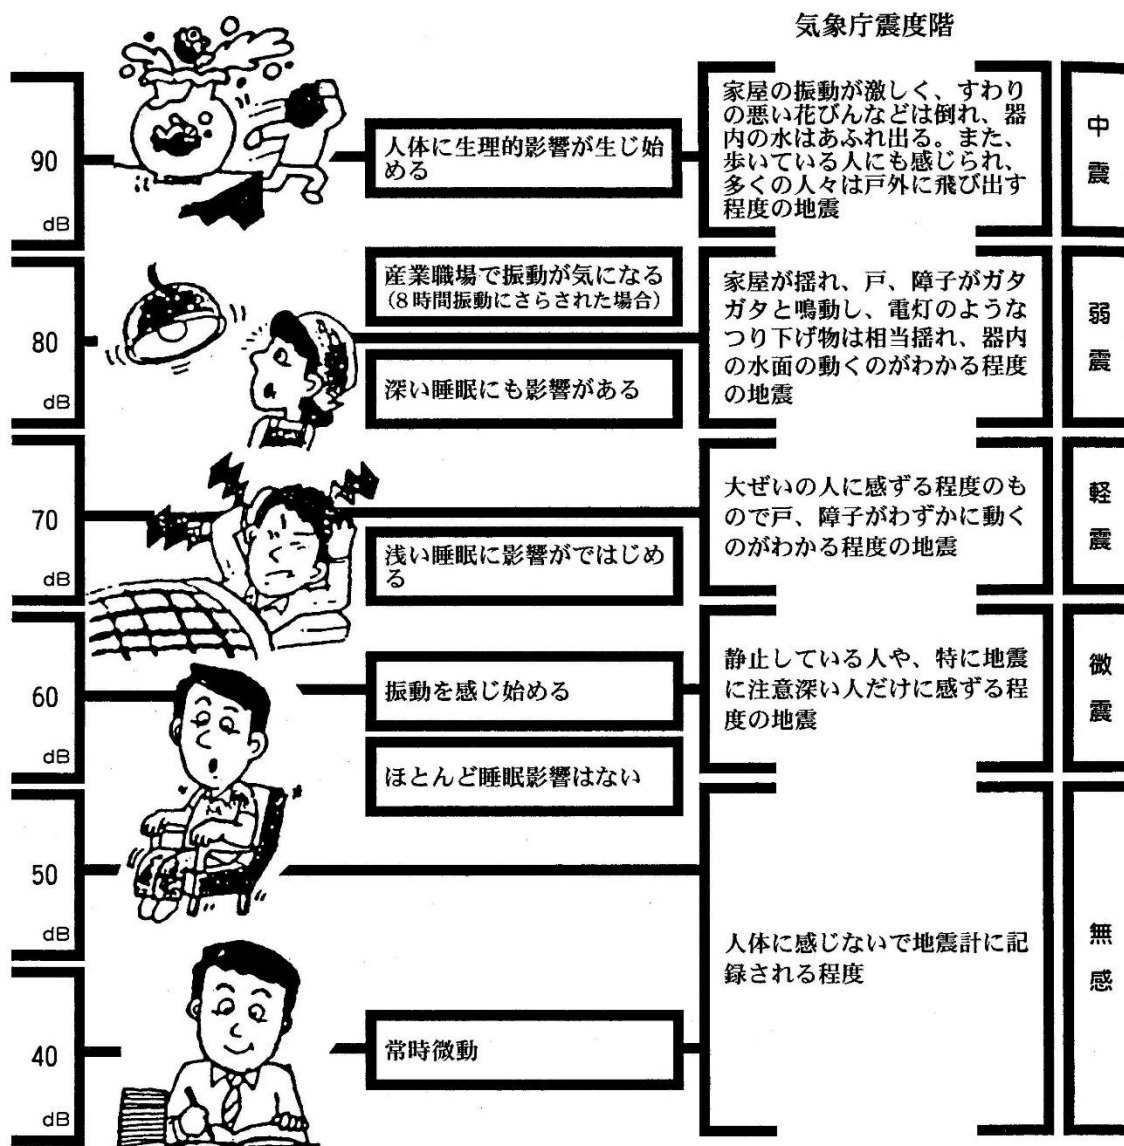 気象庁震度階
90
dB
人体に生理的影響が生じ始
める
家屋の振動が激しく、すわり
の悪い花びんなどは倒れ、器
内の水はあふれ出る。また、
歩いている人にも感じられ、
多くの人々は戸外に飛び出す
程度の地震
中震
80
dB
産業職場で振動が気になる
(8時間振動にさらされた場合)
深い睡眠にも影響がある
家屋が揺れ、戸、障子がガタ
ガタと鳴動し、電灯のような
つり下げ物は相当揺れ、器内
の水面の動くのがわかる程度
の地震
弱震
70
dB
浅い睡眠に影響がではじめ
る
大ぜいの人に感ずる程度のも
ので戸、障子がわずかに動く
のがわかる程度の地震
軽震
60
dB
振動を感じ始める
ほとんど睡眠影響はない
静止している人や、特に地震
に注意深い人だけに感ずる程
度の地震
微震
50
dB
人体に感じないで地震計に記
録される程度
無感
40
dB
常時微動